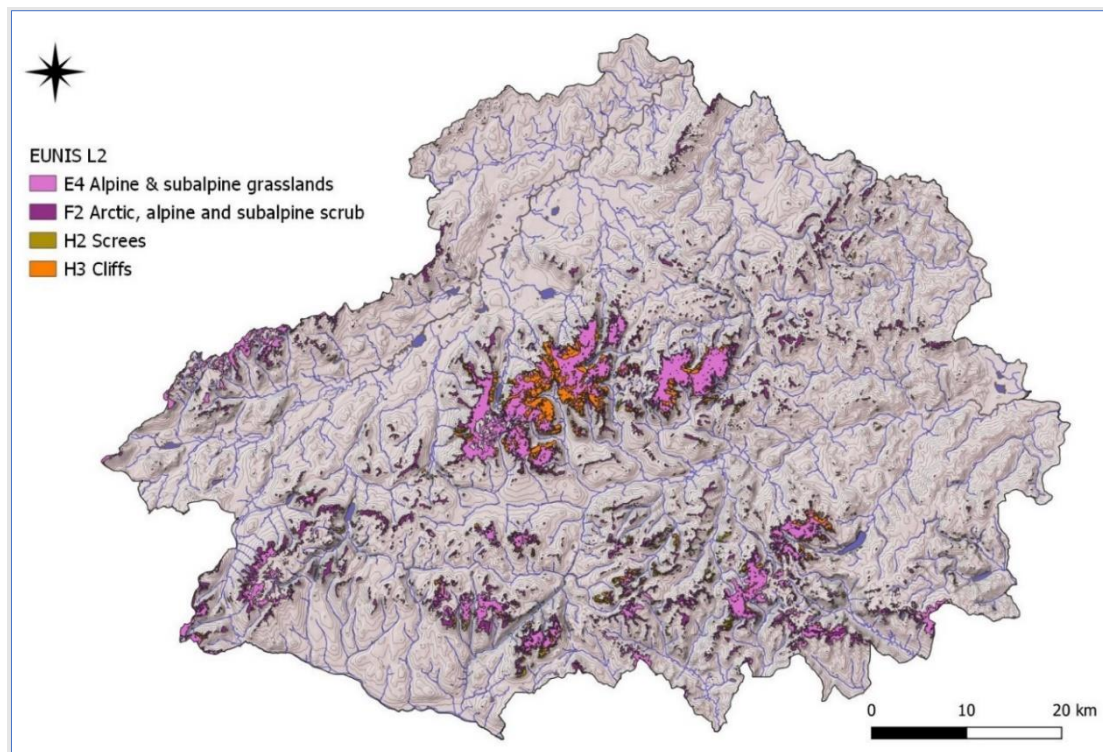 EUNIS L2
E4 Alpine & subalpine grasslands
F2 Arctic, alpine and subalpine scrub
H2 Screes
H3 Cliffs
0 10 20 km